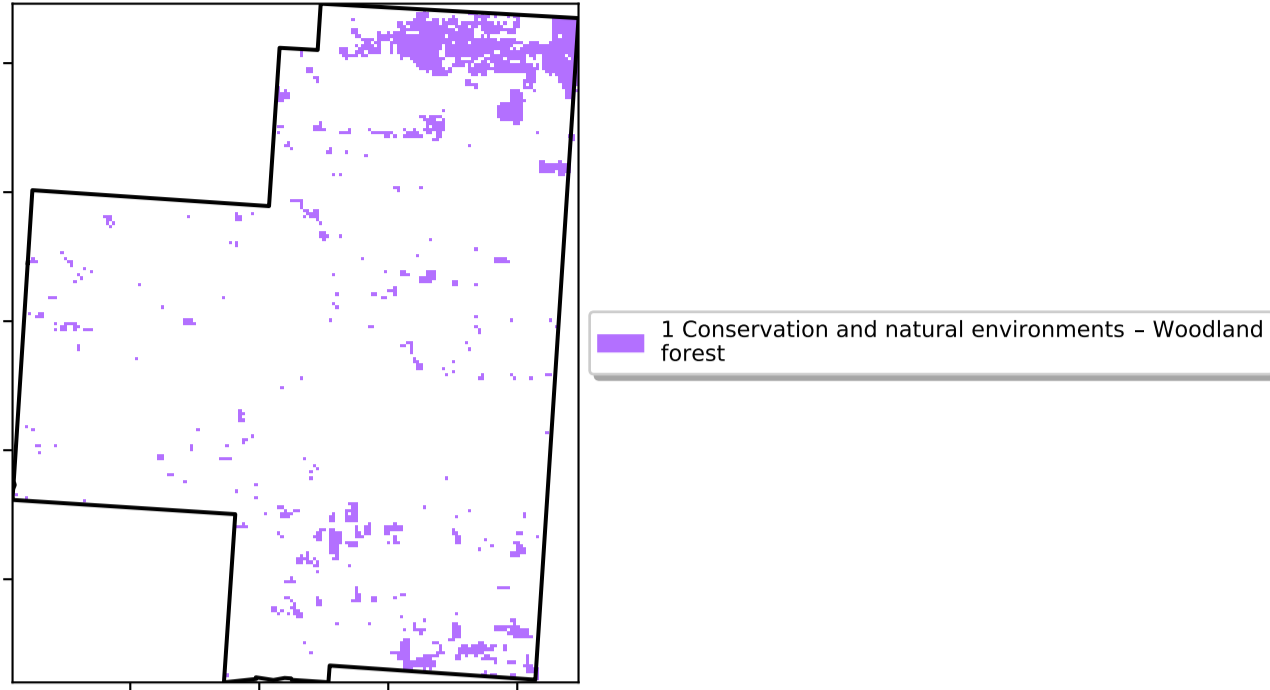 1 Conservation and natural environments – Woodland
forest